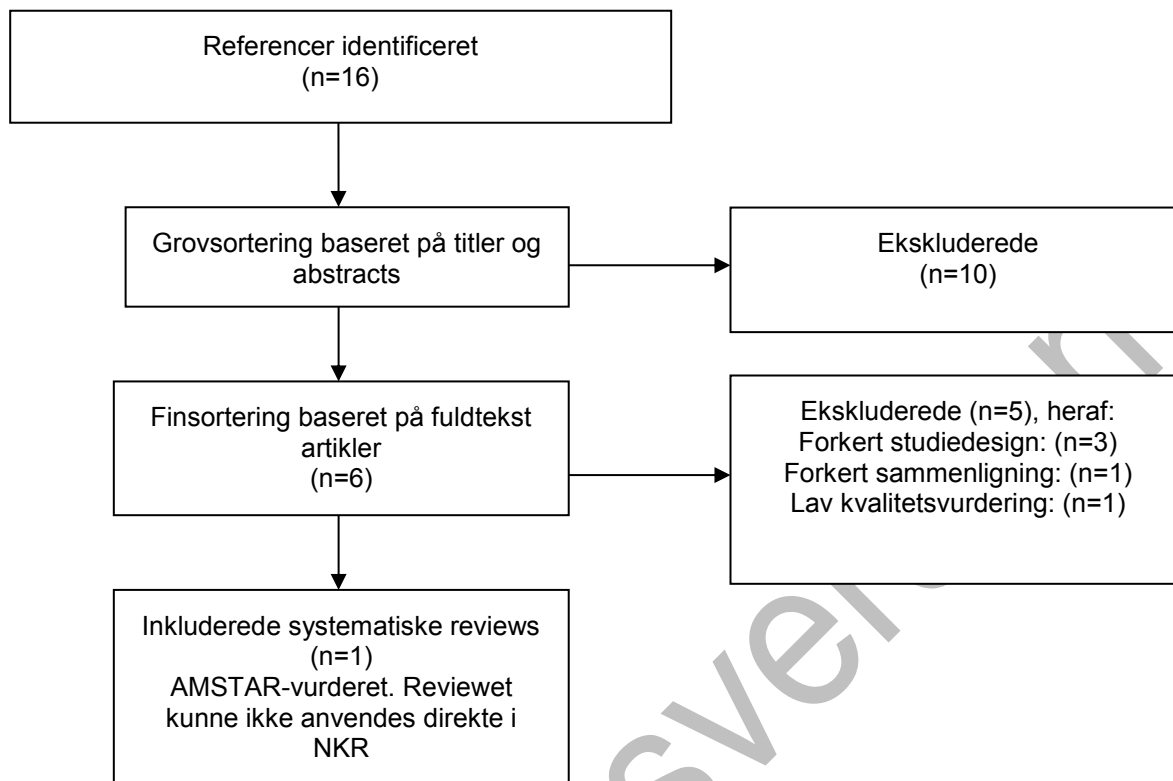 Referencer identificeret
(n=16)
Grovsortering baseret på titler og
abstracts
Ekskluderede
(n=10)
Finsortering baseret på fuldtekst
artikler
(n=6)
Ekskluderede (n=5), heraf:
Forkert studiedesign: (n=3)
Forkert sammenligning: (n=1)
Lav kvalitetsvurdering: (n=1)
Inkluderede systematiske reviews
(n=1)
AMSTAR-vurderet. Reviewet
kunne ikke anvendes direkte i
NKR